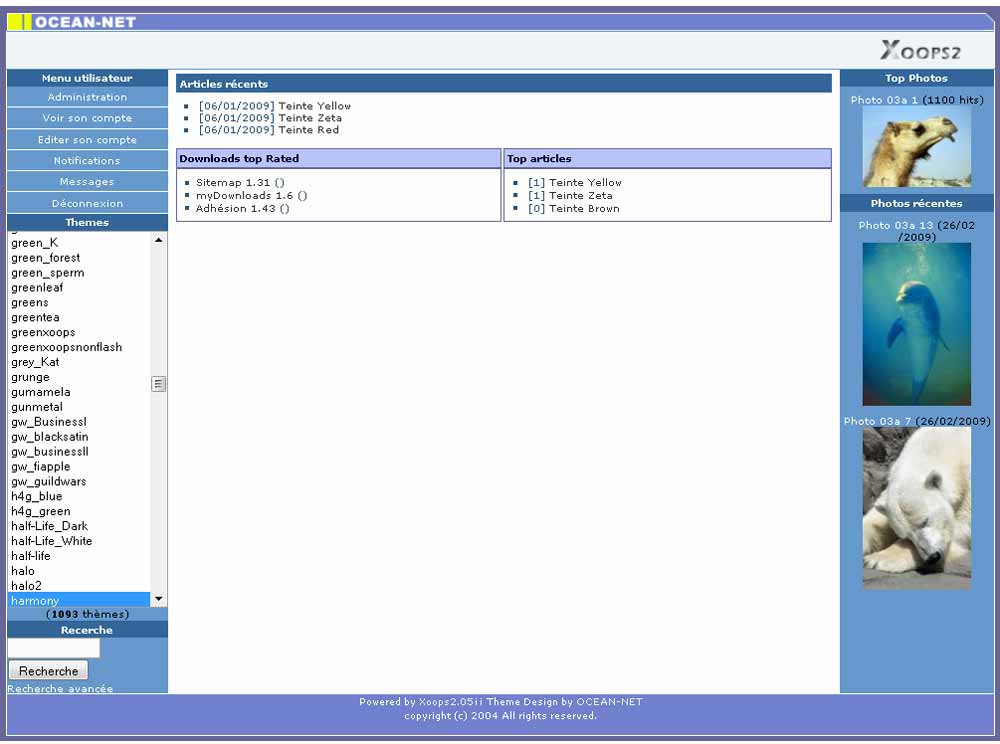 OCEAN-NET
XOOPS2
Menu utilisateur
Administration
Voir son compte
Editer son compte
Notifications
Messages
Déconnexion
Themes
green_K
green_forest
green_sperm
greenleaf
greens
greentea
greenxoops
greenxoopsnonflash
grey_Kat
grunge
gumamela
gunmetal
gw_BusinessI
gw_blacksatin
gw_businessII
gw_fiapple
gw_guildwars
h4g_blue
h4g_green
half-Life_Dark
half-Life_White
half-life
halo
halo2
harmony
(1093 thèmes)
Recerche
Recherche
Recherche avancée
Articles récents
[06/01/2009] Teinte Yellow
[06/01/2009] Teinte Zeta
[06/01/2009] Teinte Red
Downloads top Rated
Sitemap 1.31 ()
myDownloads 1.6 ()
Adhésion 1.43 ()
Top articles
[1] Teinte Yellow
[1] Teinte Zeta
[0] Teinte Brown
Top Photos
Photo 03a 1 (1100 hits)
Photos récentes
Photo 03a 13 (26/02
/2009)
Photo 03a 7 (26/02/2009)
Powered by Xoops2.05ii Theme Design by OCEAN-NET
copyright (c) 2004 All rights reserved.